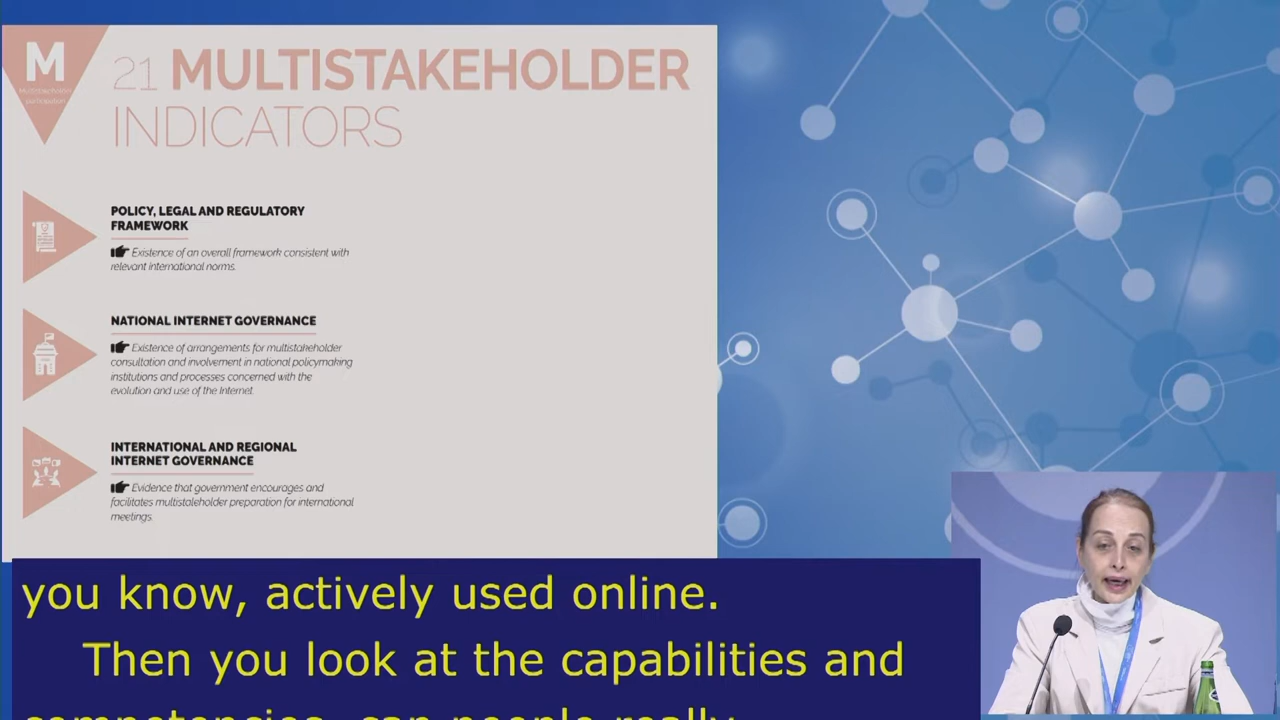 M
Multistakeholder
participation
21 MULTISTAKEHOLDER
INDICATORS
POLICY, LEGAL AND REGULATORY
FRAMEWORK
Existence of an overall framework consistent with
relevant international norms.
NATIONAL INTERNET GOVERNANCE
Existence of arrangements for multistakeholder
consultation and involvement in national policymaking
institutions and processes concerned with the
evolution and use of the Internet.
INTERNATIONAL AND REGIONAL
INTERNET GOVERNANCE
Evidence that government encourages and
facilitates multistaleholder preparation for international
meetings.
you know, actively used online.
Then you look at the capabilities and
competencies, can people really